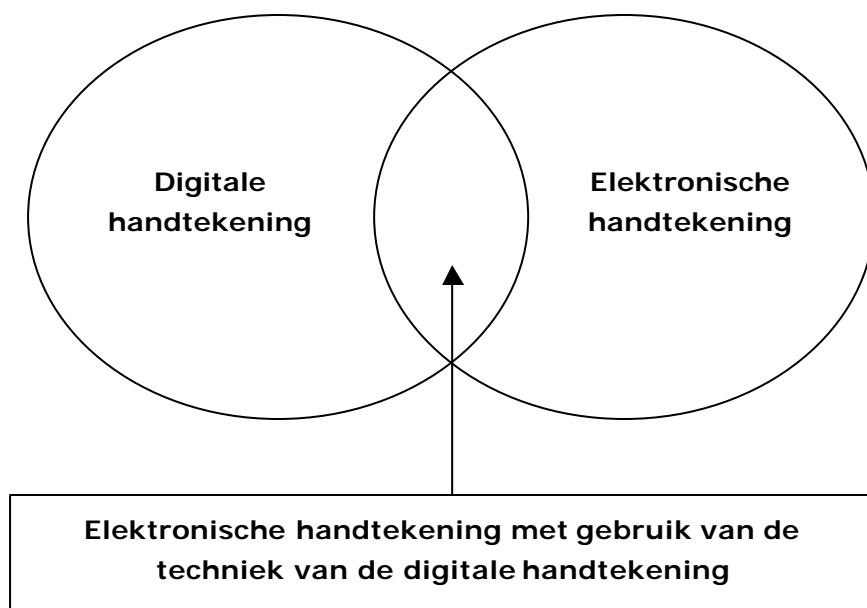 Digitale
handtekening
Elektronische
handtekening
Elektronische handtekening met gebruik van de
techniek van de digitale handtekening